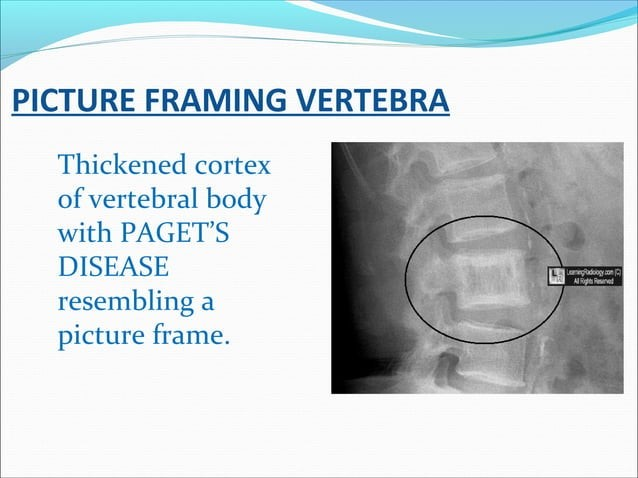 PICTURE FRAMING VERTEBRA
Thickened cortex
of vertebral body
with PAGET’S
DISEASE
resembling a
picture frame.
LearningRadiology.com (C)
All Rights Reserved